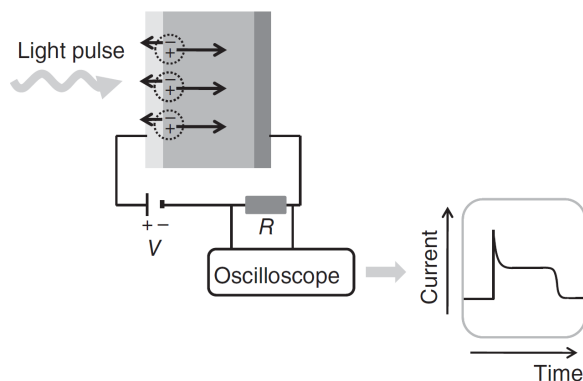 Light pulse
−
+
−
+
−
+
+ −
V
R
Oscilloscope
Current
Time